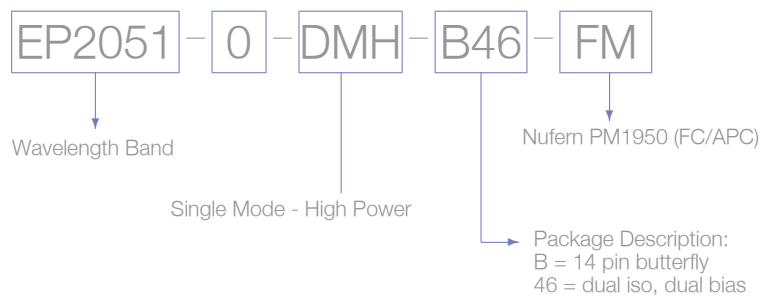 EP2051 - 0 - DMH - B46 - FM
Wavelength Band
Nufern PM1950 (FC/APC)
Single Mode - High Power
Package Description:
B = 14 pin butterfly
46 = dual iso, dual bias